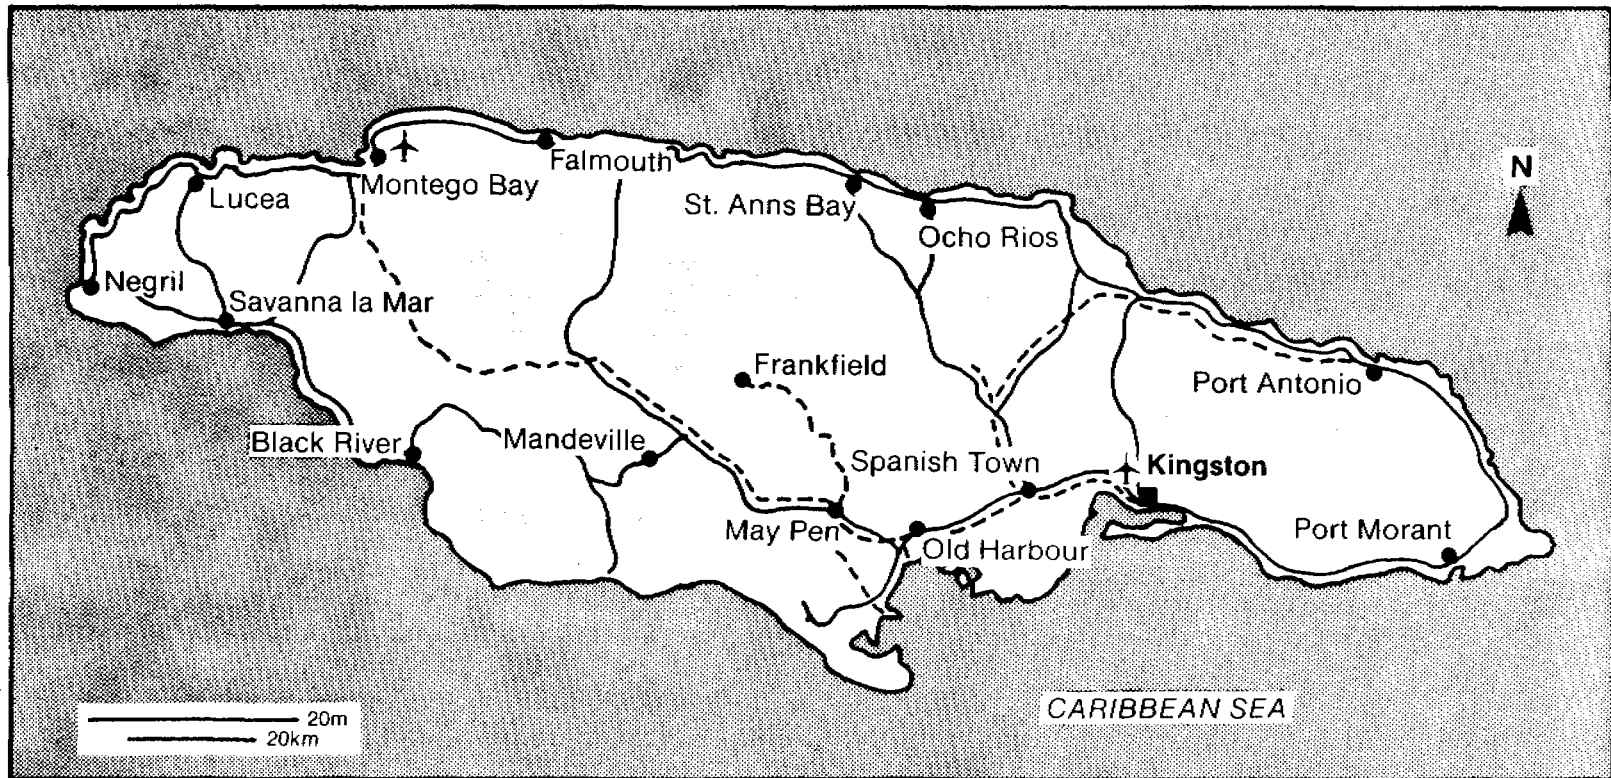 N
Falmouth
Montego Bay
Lucea
St. Anns Bay
Ocho Rios
Negril
Savanna la Mar
Frankfield
Port Antonio
Black River
Mandeville
Spanish Town
Kingston
May Pen
Old Harbour
Port Morant
CARIBBEAN SEA
20m
20km